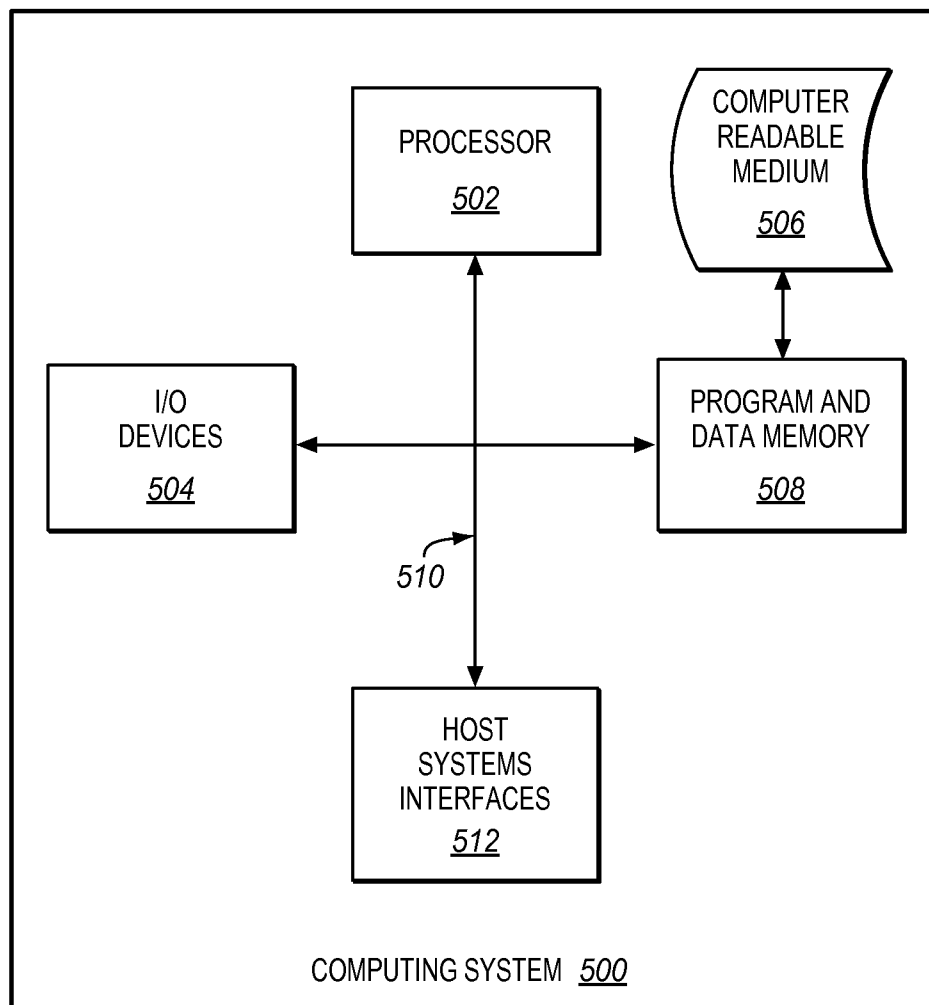 PROCESSOR
502
COMPUTER
READABLE
MEDIUM
506
I/O
DEVICES
504
PROGRAM AND
DATA MEMORY
508
510
HOST
SYSTEMS
INTERFACES
512
COMPUTING SYSTEM 500